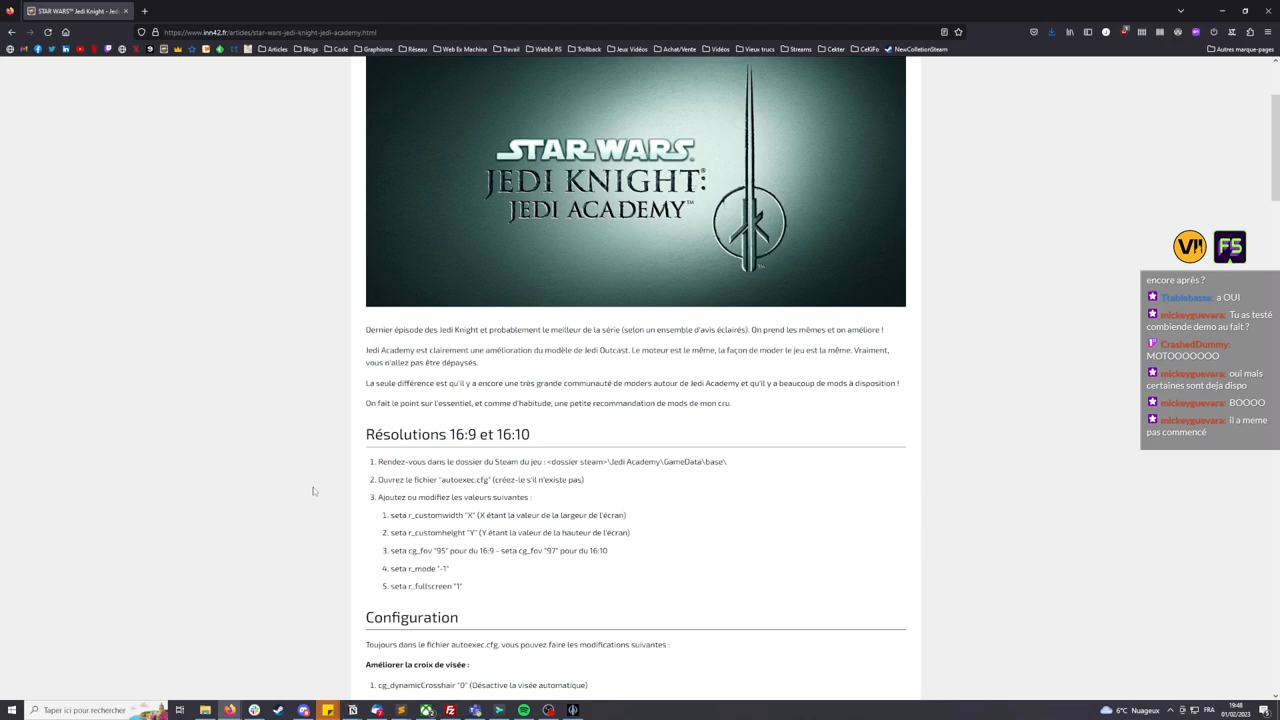 STAR WARS™ Jedi Knight - Jedi
https://www.inn42.fr/articles/star-wars-jedi-knight-jedi-academy.html
Articles Blogs Code Graphisme Réseau Web Ex Machina Travail WebEx RS Trollback Jeux Vidéos Achat/Vente Vidéos Vieux trucs Streams Cekter CeKiFo NewColletionSteam Autres marque-pages
STAR WARS
JEDI KNIGHT:
JEDI ACADEMY™
Dernier épisode des Jedi Knight et probablement le meilleur de la série (selon un ensemble d'avis éclairés). On prend les mêmes et on améliore !
Jedi Academy est clairement une amélioration du modèle de Jedi Outcast. Le moteur est le même, la façon de moder le jeu est la même. Vraiment,
vous n'allez pas être dépaysés.
La seule différence est qu'il y a encore une très grande communauté de moders autour de Jedi Academy et qu'il y a beaucoup de mods à disposition !
On fait le point sur l'essentiel, et comme d'habitude, une petite recommandation de mods de mon cru.
Résolutions 16:9 et 16:10
1. Rendez-vous dans le dossier du Steam du jeu : <dossier steam>\Jedi Academy\GameData\base\
2. Ouvrez le fichier "autoexec.cfg" (créez-le s'il n'existe pas)
3. Ajoutez ou modifiez les valeurs suivantes :
1. seta r_customwidth "X" (X étant la valeur de la largeur de l'écran)
2. seta r_customheight "Y" (Y étant la valeur de la hauteur de l'écran)
3. seta cg_fov "95" pour du 16:9 - seta cg_fov "97" pour du 16:10
4. seta r_mode "-1"
5. seta r_fullscreen "1"
Configuration
Toujours dans le fichier autoexec.cfg, vous pouvez faire les modifications suivantes :
Améliorer la croix de visée :
1. cg_dynamicCrosshair "0" (Désactive la visée automatique)
VII F5
encore après ?
Ttablebasse: a OUI
mickeyguevara: Tu as testé
combiende demo au fait ?
CrashedDummy:
MOTOOOOOOO
mickeyguevara: oui mais
certaines sont deja dispo
mickeyguevara: BOOOO
mickeyguevara: il a meme
pas commencé
Taper ici pour rechercher
6°C Nuageux FRA 19:48
01/02/2023